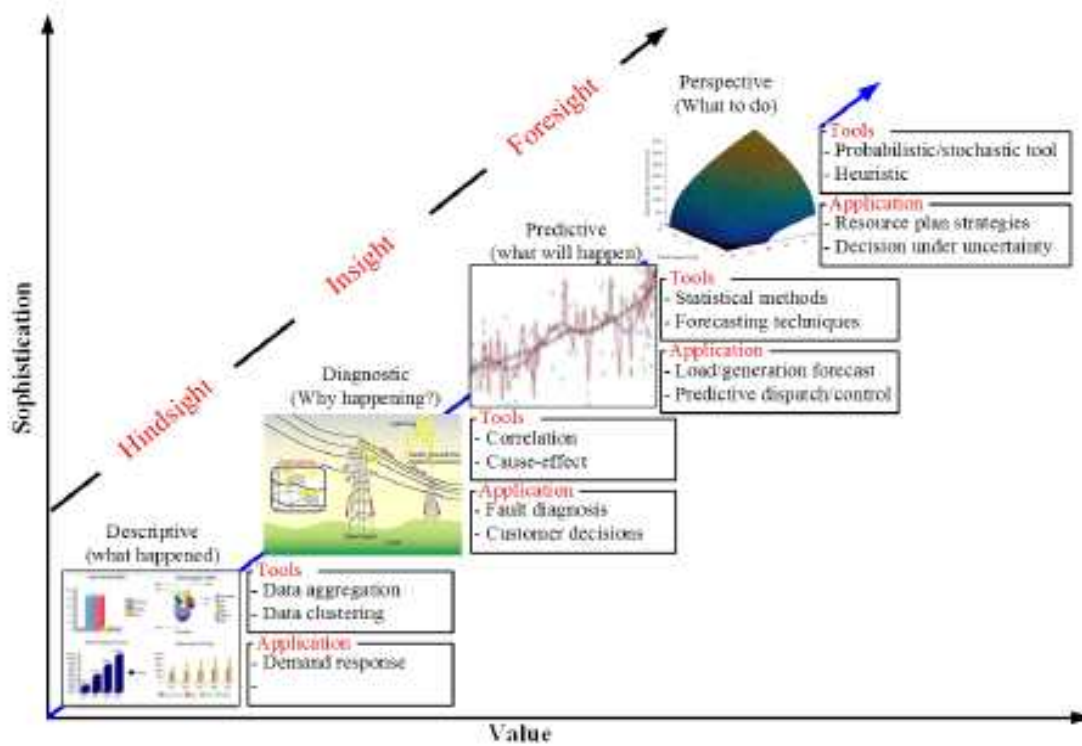 Perspective
(What to do)
Foresight
Tools
- Probabilistic/stochastic tool
- Heuristic
Application
- Resource plan strategies
- Decision under uncertainty
Predictive
(what will happen)
Insight
Tools
- Statistical methods
- Forecasting techniques
Application
- Load/generation forecast
- Predictive dispatch/control
Diagnostic
(Why happening?)
Hindsight
Tools
- Correlation
- Cause-effect
Application
- Fault diagnosis
- Customer decisions
Descriptive
(what happened)
Tools
- Data aggregation
- Data clustering
Application
- Demand response
-
Sophistication
Value